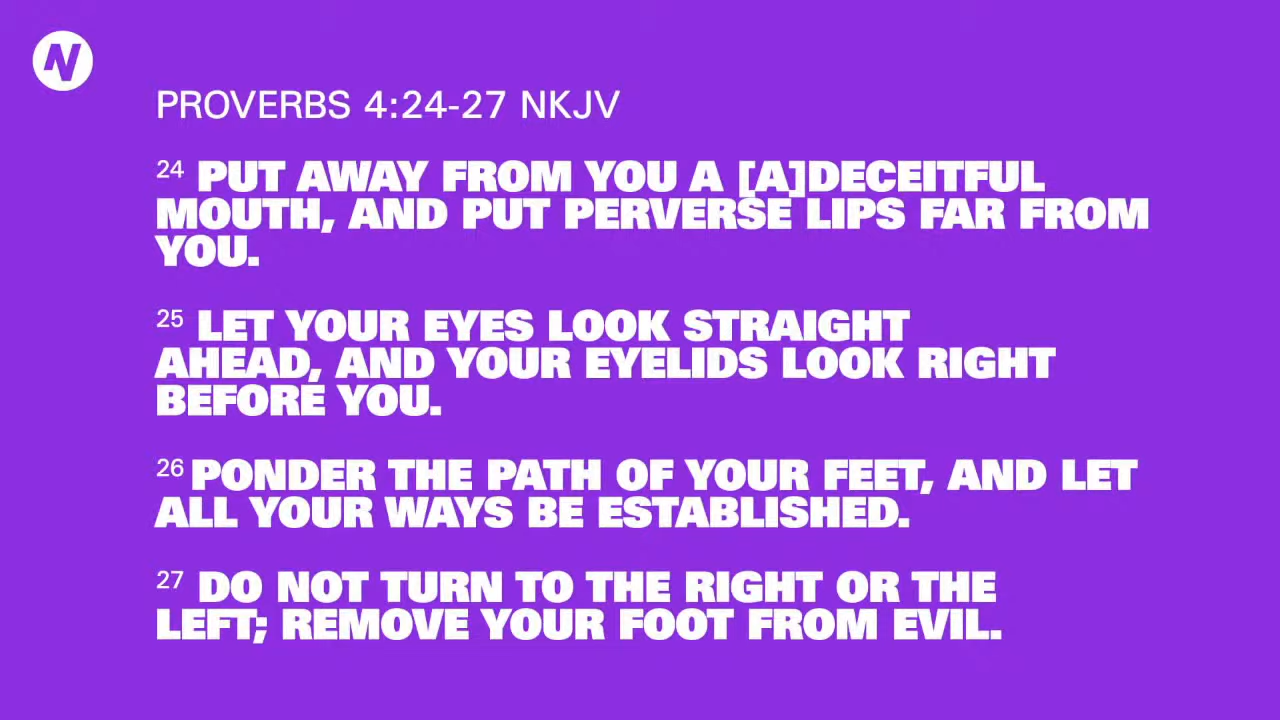 N
PROVERBS 4:24-27 NKJV
24 PUT AWAY FROM YOU A [A]DECEITFUL
MOUTH, AND PUT PERVERSE LIPS FAR FROM
YOU.
25 LET YOUR EYES LOOK STRAIGHT
AHEAD, AND YOUR EYELIDS LOOK RIGHT
BEFORE YOU.
26 PONDER THE PATH OF YOUR FEET, AND LET
ALL YOUR WAYS BE ESTABLISHED.
27 DO NOT TURN TO THE RIGHT OR THE
LEFT; REMOVE YOUR FOOT FROM EVIL.